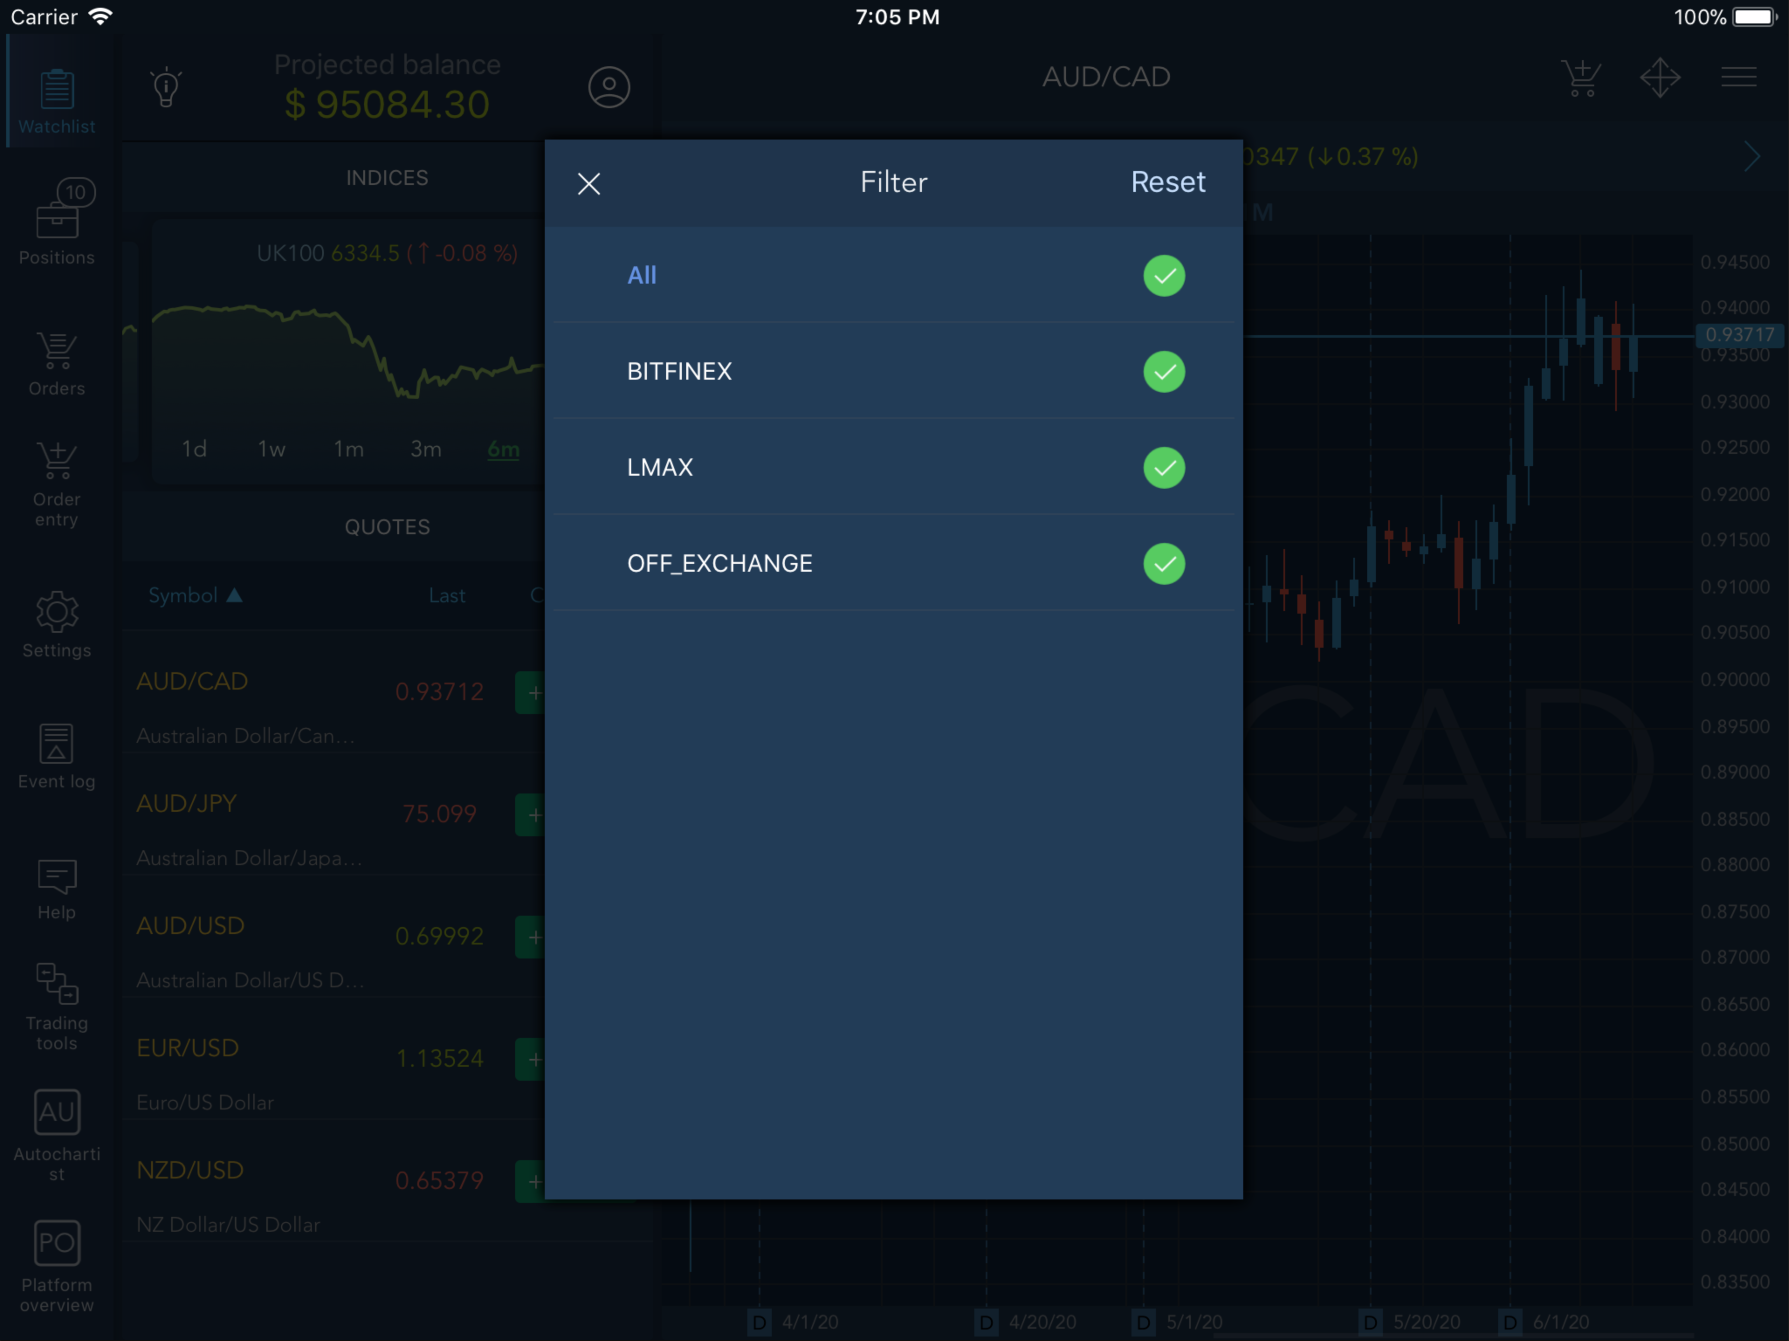 Carrier
7:05 PM
100%
Watchlist
10
Positions
Orders
Order
entry
Settings
Event log
Help
Trading
tools
AU
Autocharti
st
PO
Platform
overview
Projected balance
$ 95084.30
INDICES
UK100 6334.5 (↑ -0.08 %)
1d 1w 1m 3m 6m
QUOTES
Symbol ▲ Last C
AUD/CAD 0.93712 +
Australian Dollar/Can...
AUD/JPY 75.099 +
Australian Dollar/Japa...
AUD/USD 0.69992 +
Australian Dollar/US D...
EUR/USD 1.13524 +
Euro/US Dollar
NZD/USD 0.65379 +
NZ Dollar/US Dollar
Filter
Reset
All
BITFINEX
LMAX
OFF_EXCHANGE
AUD/CAD
0347 (↓0.37 %)
M
CAD
0.94500
0.94000
0.93717
0.93500
0.93000
0.92500
0.92000
0.91500
0.91000
0.90500
0.90000
0.89500
0.89000
0.88500
0.88000
0.87500
0.87000
0.86500
0.86000
0.85500
0.85000
0.84500
0.84000
0.83500
D 4/1/20 D 4/20/20 D 5/1/20 D 5/20/20 D 6/1/20